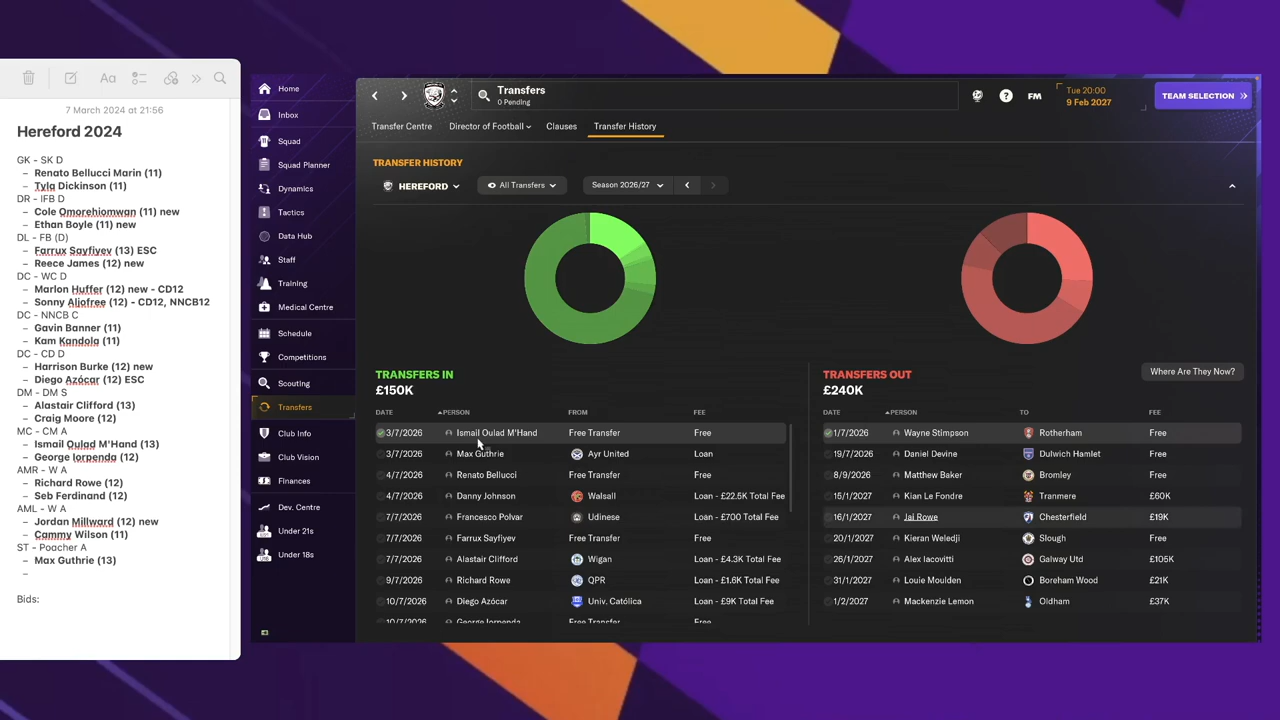 7 March 2024 at 21:56
Hereford 2024
GK - SK D
– Renato Bellucci Marin (11)
– Tyla Dickinson (11)
DR - IFB D
– Cole Omorehiomwan (11) new
– Ethan Boyle (11) new
DL - FB (D)
– Farrux Sayfiyev (13) ESC
– Reece James (12) new
DC - WC D
– Marlon Huffer (12) new - CD12
– Sonny Aljofree (12) - CD12, NNCB12
DC - NNCB C
– Gavin Banner (11)
– Kam Kandola (11)
DC - CD D
– Harrison Burke (12) new
– Diego Azócar (12) ESC
DM - DM S
– Alastair Clifford (13)
– Craig Moore (12)
MC - CM A
– Ismail Oulad M'Hand (13)
– George Iorpenda (12)
AMR - W A
– Richard Rowe (12)
– Seb Ferdinand (12)
AML - W A
– Jordan Millward (12) new
– Cammy Wilson (11)
ST - Poacher A
– Max Guthrie (13)
–
Bids:
Home
Inbox
Squad
Squad Planner
Dynamics
Tactics
Data Hub
Staff
Training
Medical Centre
Schedule
Competitions
Scouting
Transfers
Club Info
Club Vision
Finances
Dev. Centre
Under 21s
Under 18s
Transfers
0 Pending
FM
Tue 20:00
9 Feb 2027
TEAM SELECTION
Transfer Centre Director of Football Clauses Transfer History
TRANSFER HISTORY
HEREFORD All Transfers Season 2026/27
TRANSFERS IN
£150K
DATE PERSON FROM FEE
3/7/2026 Ismail Oulad M'Hand Free Transfer Free
3/7/2026 Max Guthrie Ayr United Loan
4/7/2026 Renato Bellucci Free Transfer Free
4/7/2026 Danny Johnson Walsall Loan - £22.5K Total Fee
7/7/2026 Francesco Polvar Udinese Loan - £700 Total Fee
7/7/2026 Farrux Sayfiyev Free Transfer Free
7/7/2026 Alastair Clifford Wigan Loan - £4.3K Total Fee
9/7/2026 Richard Rowe QPR Loan - £1.6K Total Fee
10/7/2026 Diego Azócar Univ. Católica Loan - £9K Total Fee
10/7/2026 George Iorpenda Free Transfer Free
TRANSFERS OUT
£240K
Where Are They Now?
DATE PERSON TO FEE
1/7/2026 Wayne Stimpson Rotherham Free
19/7/2026 Daniel Devine Dulwich Hamlet Free
8/9/2026 Matthew Baker Bromley Free
15/1/2027 Kian Le Fondre Tranmere £60K
16/1/2027 Jai Rowe Chesterfield £19K
20/1/2027 Kieran Weledji Slough Free
26/1/2027 Alex Iacovitti Galway Utd £105K
31/1/2027 Louie Moulden Boreham Wood £21K
1/2/2027 Mackenzie Lemon Oldham £37K